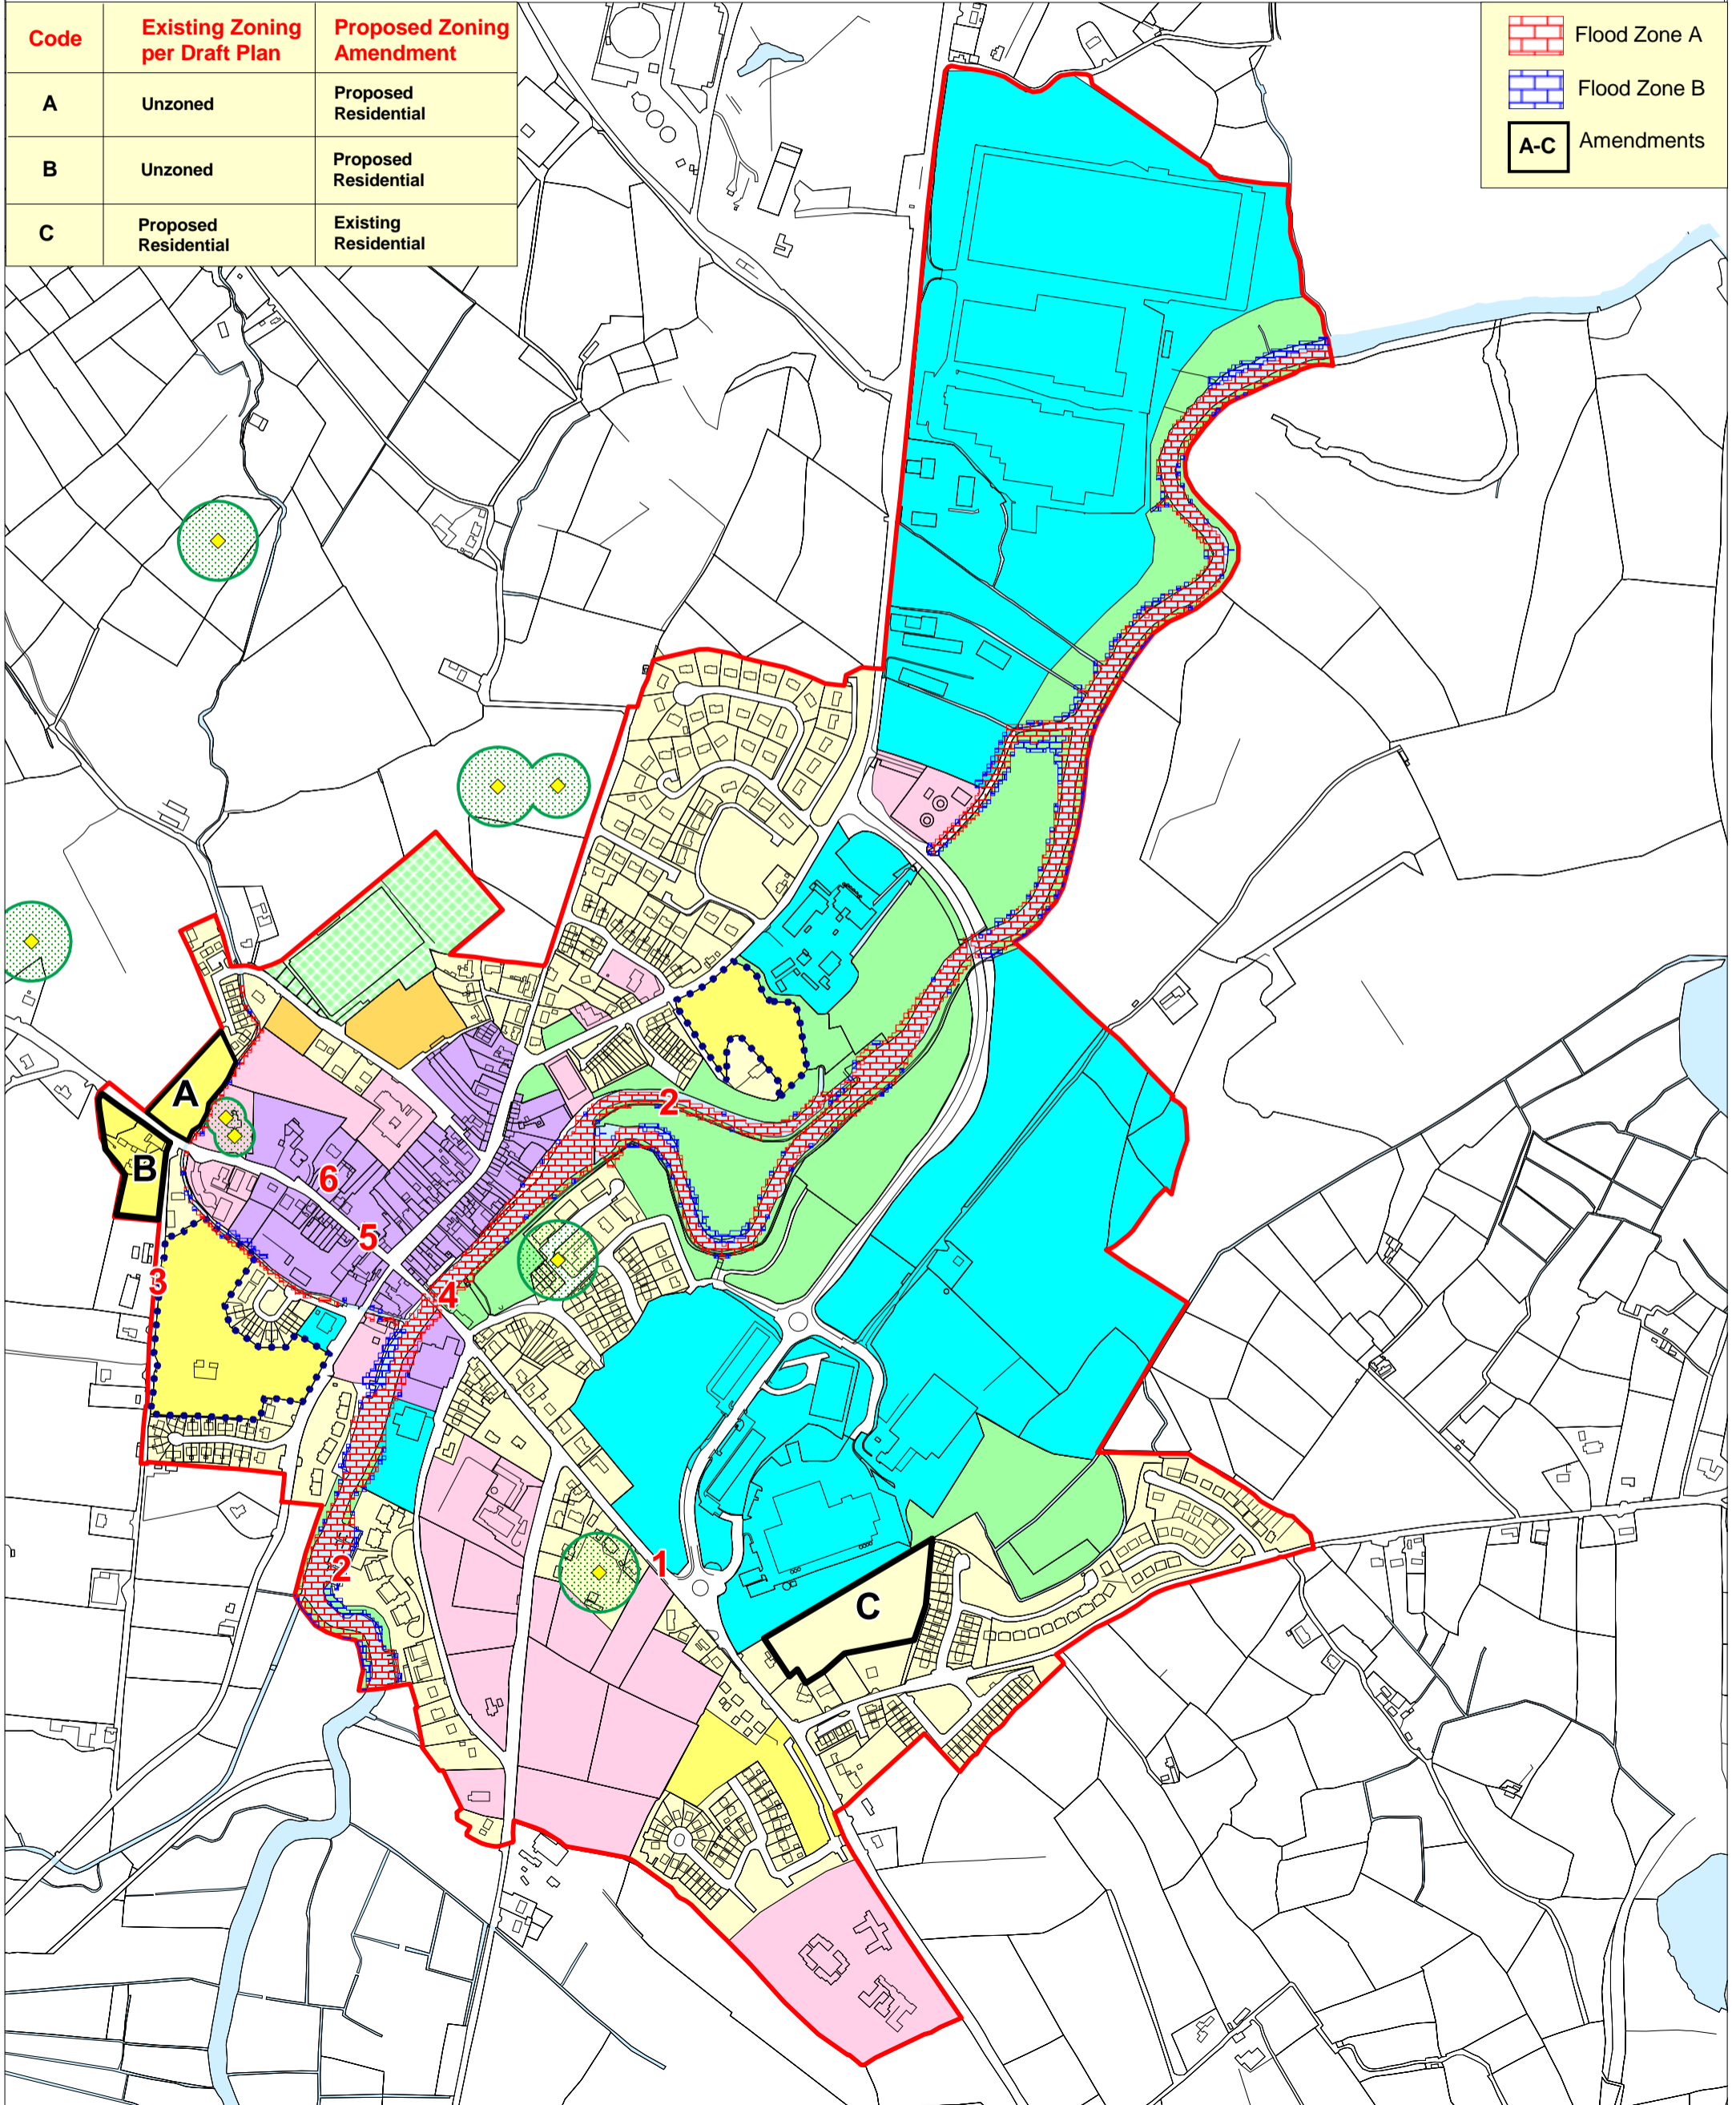 Code
Existing Zoning
per Draft Plan
Proposed Zoning
Amendment
A
Unzoned
Proposed
Residential
B
Unzoned
Proposed
Residential
C
Proposed
Residential
Existing
Residential
Flood Zone A
Flood Zone B
A-C
Amendments
A
2
B
6
5
3
4
2
1
C